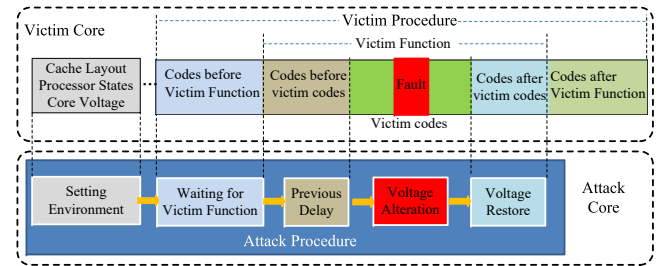 Victim Procedure
Victim Core
Victim Function
Cache Layout
Processor States
Core Voltage
Codes before
Victim Function
Codes before
victim codes
Fault
Codes after
victim codes
Codes after
Victim Function
Victim codes
Setting
Environment
Waiting for
Victim Function
Previous
Delay
Voltage
Alteration
Voltage
Restore
Attack
Core
Attack Procedure